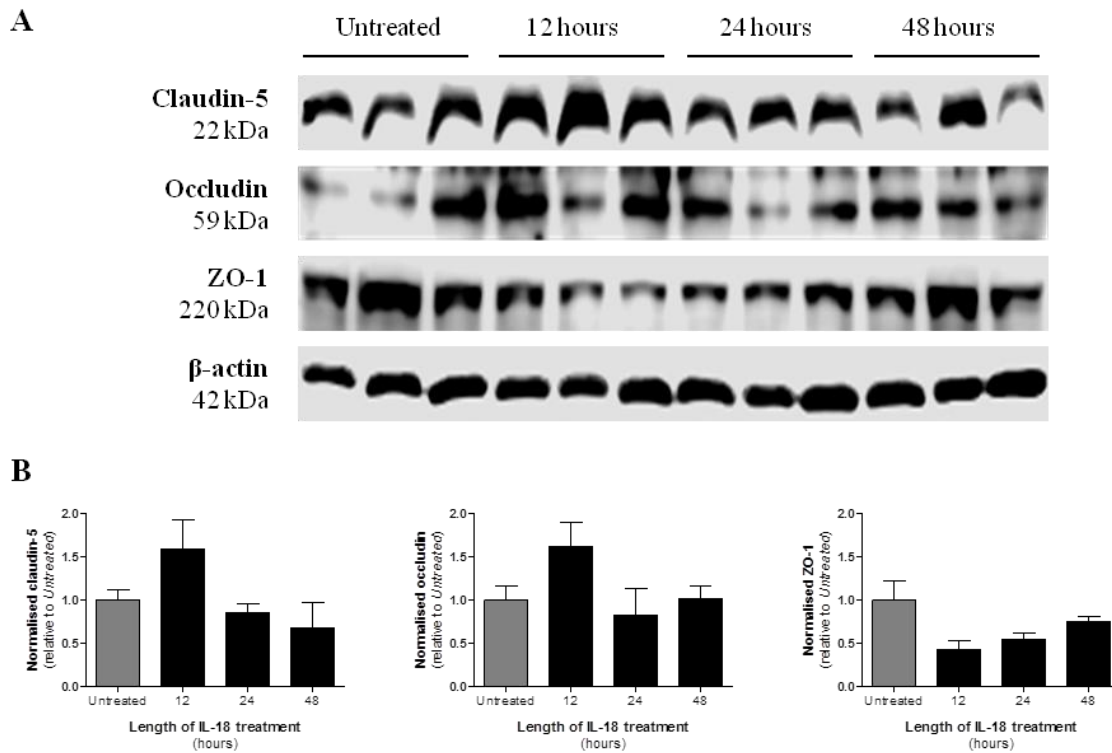 A
Untreated 12 hours 24 hours 48 hours
Claudin-5
22 kDa
Occludin
59 kDa
ZO-1
220 kDa
β-actin
42 kDa
B
Normalised claudin-5
(relative to Untreated)
2.0
1.5
1.0
0.5
0.0
Untreated 12 24 48
Length of IL-18 treatment
(hours)
Normalised occludin
(relative to Untreated)
2.0
1.5
1.0
0.5
0.0
Untreated 12 24 48
Length of IL-18 treatment
(hours)
Normalised ZO-1
(relative to Untreated)
2.0
1.5
1.0
0.5
0.0
Untreated 12 24 48
Length of IL-18 treatment
(hours)